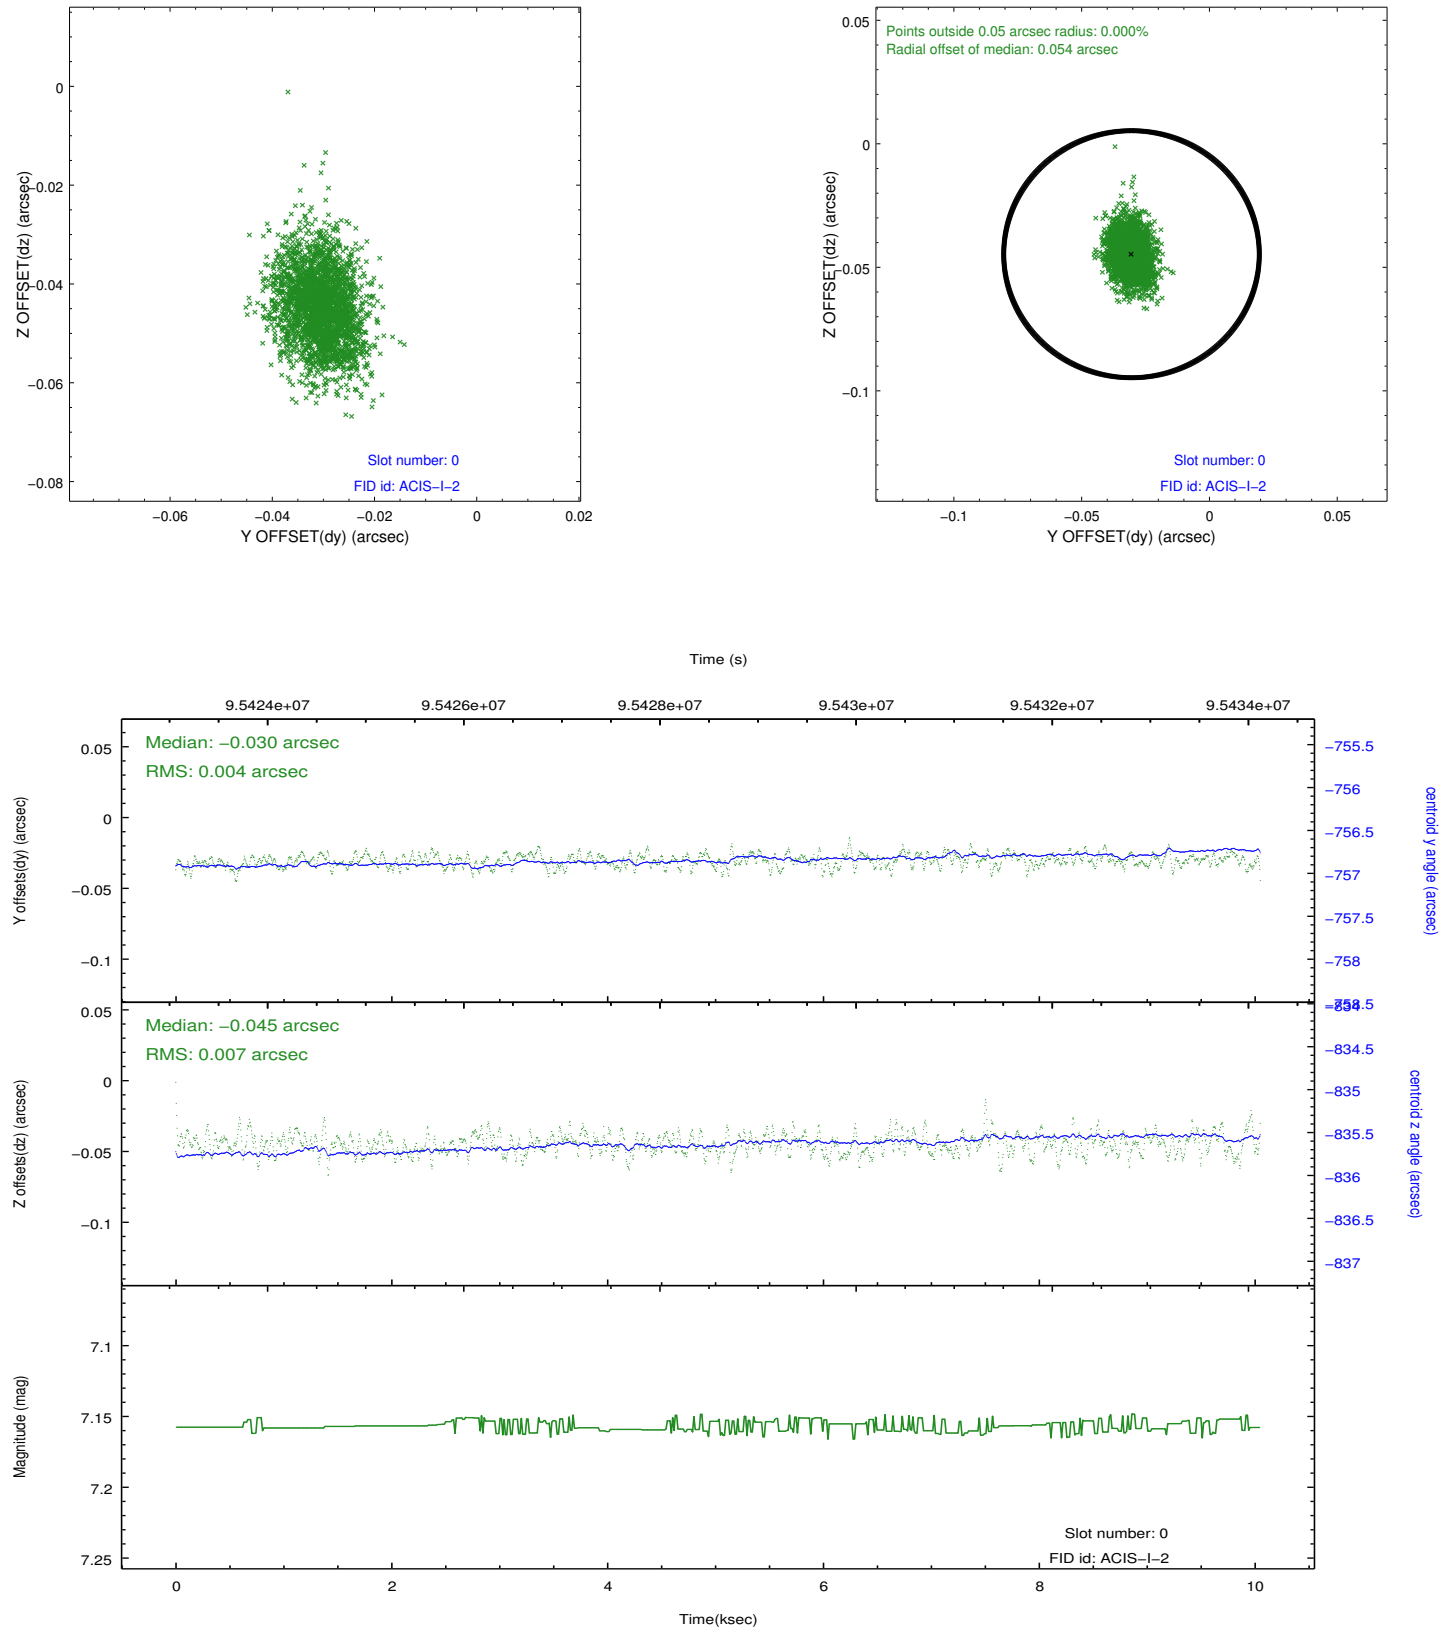 0
−0.02
−0.04
−0.06
−0.08
Z OFFSET(dz) (arcsec)
Slot number: 0
FID id: ACIS−I−2
−0.06
−0.04
−0.02
0
0.02
Y OFFSET(dy) (arcsec)
Points outside 0.05 arcsec radius: 0.000%
Radial offset of median: 0.054 arcsec
0.05
0
−0.05
−0.1
Z OFFSET(dz) (arcsec)
Slot number: 0
FID id: ACIS−I−2
−0.1
−0.05
0
0.05
Y OFFSET(dy) (arcsec)
Time (s)
9.5424e+07
9.5426e+07
9.5428e+07
9.543e+07
9.5432e+07
9.5434e+07
Median: −0.030 arcsec
RMS: 0.004 arcsec
0.05
0
−0.05
−0.1
Y offsets(dy) (arcsec)
−755.5
−756
−756.5
−757
−757.5
−758
−758.5
centroid y angle (arcsec)
Median: −0.045 arcsec
RMS: 0.007 arcsec
0.05
0
−0.05
−0.1
Z offsets(dz) (arcsec)
−834
−834.5
−835
−835.5
−836
−836.5
−837
centroid z angle (arcsec)
7.1
7.15
7.2
7.25
Magnitude (mag)
Slot number: 0
FID id: ACIS−I−2
0
2
4
6
8
10
Time(ksec)